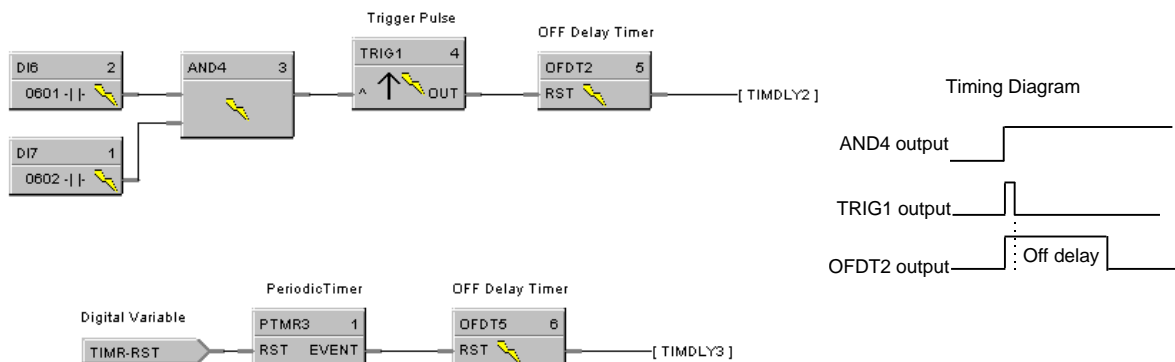 Trigger Pulse
OFF Delay Timer
DI6 2
0601 -| |-
AND4 3
TRIG1 4
^ OUT
OFDT2 5
RST
[ TIMDLY2 ]
DI7 1
0602 -| |-
Timing Diagram
AND4 output
TRIG1 output
OFDT2 output
Off delay
PeriodicTimer
OFF Delay Timer
Digital Variable
TIMR-RST
PTMR3 1
RST EVENT
OFDT5 6
RST
[ TIMDLY3 ]